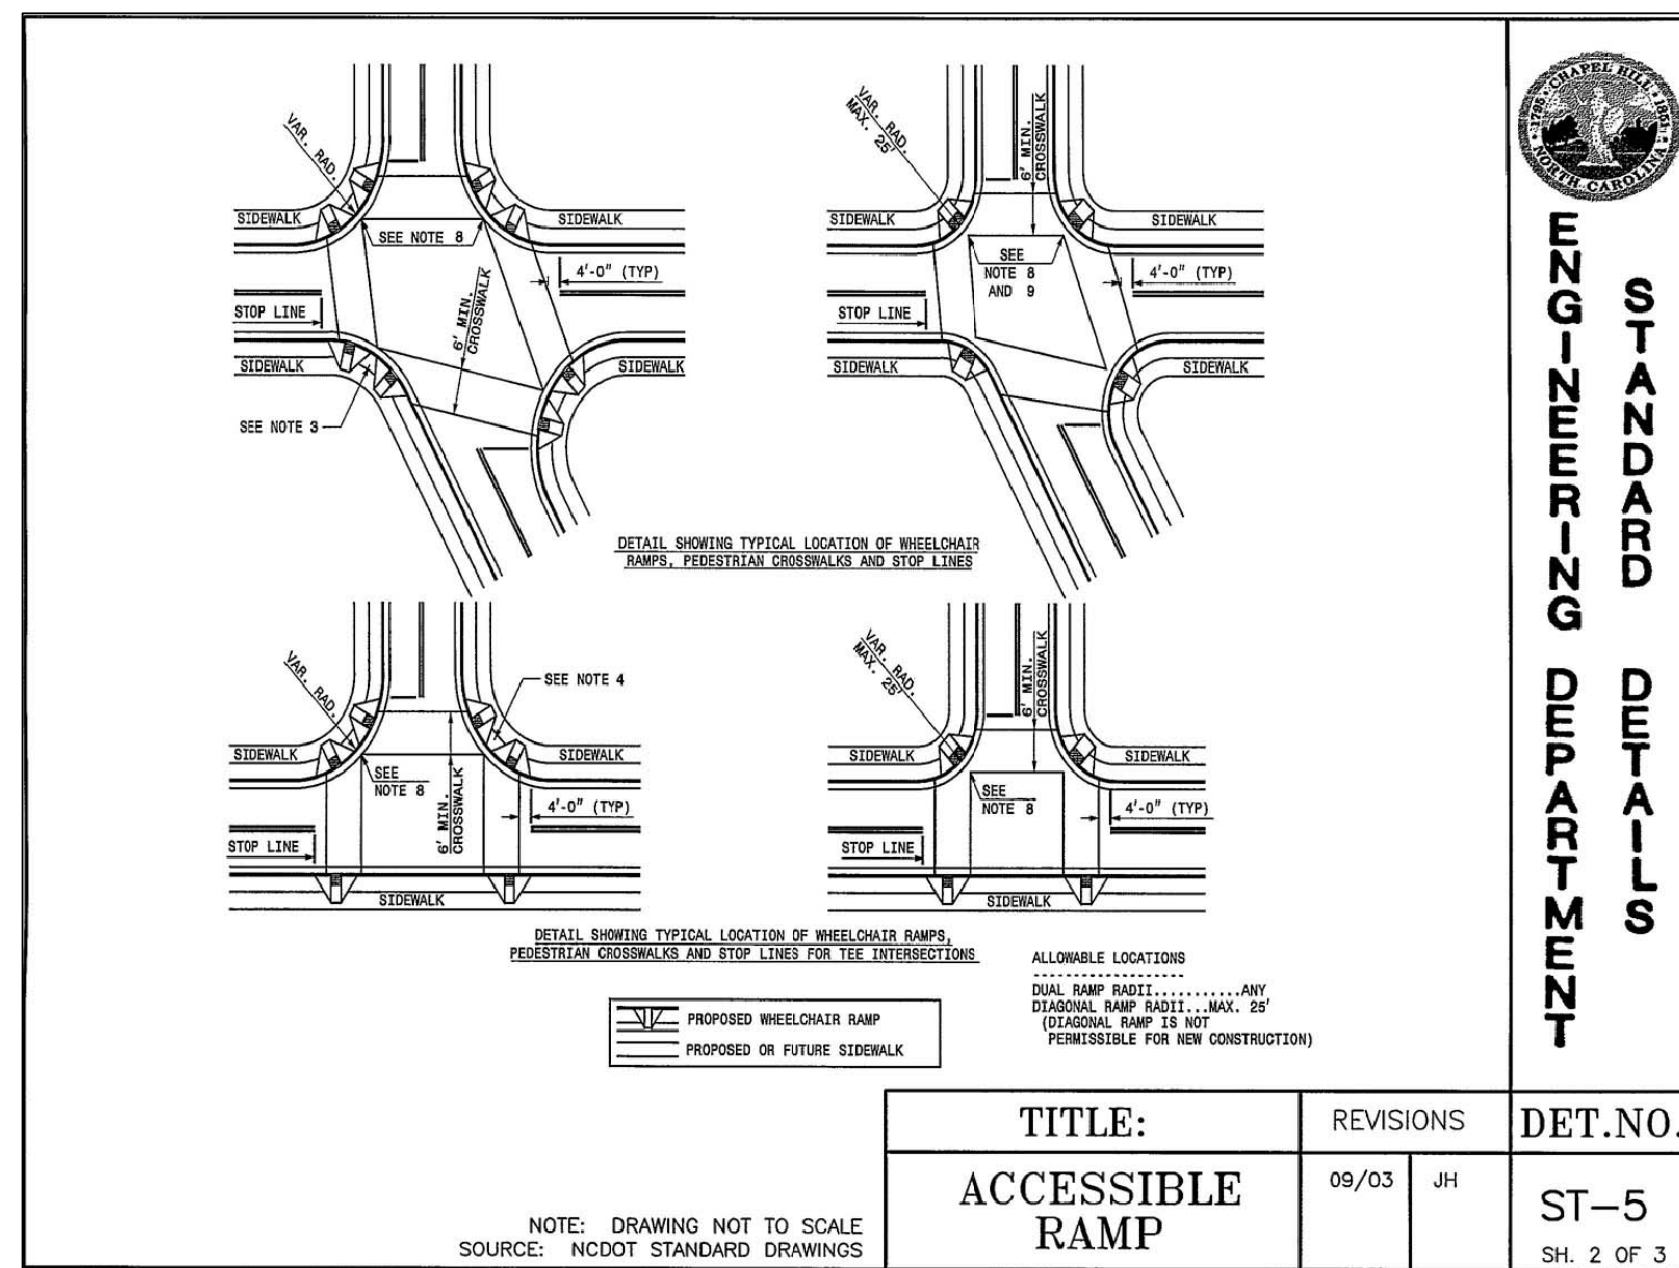 VAR. RAD.
SIDEWALK
SIDEWALK
SEE NOTE 8
4'-0" (TYP)
STOP LINE
6' MIN.
CROSSWALK
SIDEWALK
SIDEWALK
SEE NOTE 3
VAR. RAD.
MAX. 25'
6' MIN.
CROSSWALK
SIDEWALK
SIDEWALK
SEE
NOTE 8
AND 9
4'-0" (TYP)
STOP LINE
SIDEWALK
SIDEWALK
DETAIL SHOWING TYPICAL LOCATION OF WHEELCHAIR
RAMPS, PEDESTRIAN CROSSWALKS AND STOP LINES
VAR. RAD.
SEE NOTE 4
SIDEWALK
SIDEWALK
SEE
NOTE 8
6' MIN.
CROSSWALK
4'-0" (TYP)
STOP LINE
SIDEWALK
VAR. RAD.
MAX. 25'
6' MIN.
CROSSWALK
SIDEWALK
SIDEWALK
SEE
NOTE 8
4'-0" (TYP)
STOP LINE
SIDEWALK
DETAIL SHOWING TYPICAL LOCATION OF WHEELCHAIR RAMPS,
PEDESTRIAN CROSSWALKS AND STOP LINES FOR TEE INTERSECTIONS
ALLOWABLE LOCATIONS
-------------------
DUAL RAMP RADII...........ANY
DIAGONAL RAMP RADII...MAX. 25'
(DIAGONAL RAMP IS NOT
PERMISSIBLE FOR NEW CONSTRUCTION)
PROPOSED WHEELCHAIR RAMP
PROPOSED OR FUTURE SIDEWALK
NOTE: DRAWING NOT TO SCALE
SOURCE: NCDOT STANDARD DRAWINGS
TITLE:
ACCESSIBLE
RAMP
REVISIONS
09/03 JH
DET.NO.
ST-5
SH. 2 OF 3
CHAPEL HILL
1795 1851
NORTH CAROLINA
STANDARD DETAILS
ENGINEERING DEPARTMENT